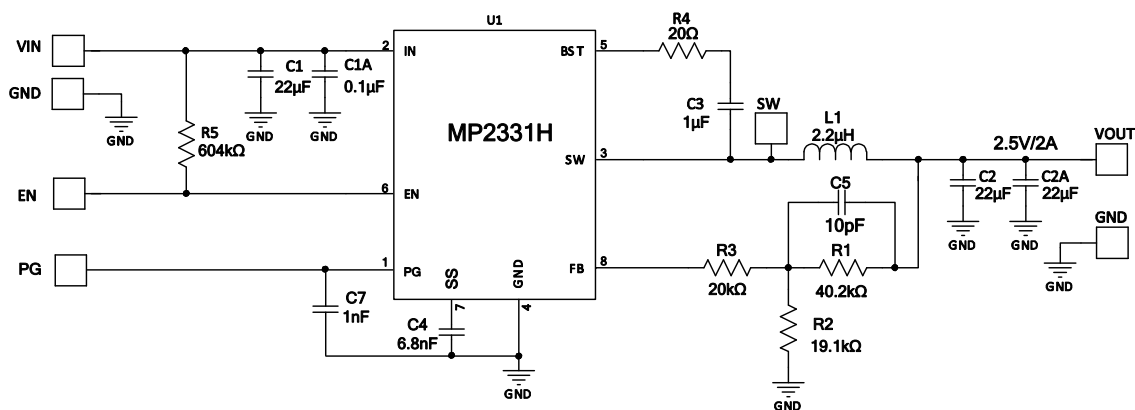 U1
MP2331H
VIN
GND
GND
EN
PG
R5
604kΩ
C1
22µF
GND
C1A
0.1µF
GND
2
IN
6
EN
1
PG
SS
7
GND
4
5
BST
3
SW
8
FB
C7
1nF
C4
6.8nF
GND
R4
20Ω
C3
1µF
SW
L1
2.2µH
2.5V/2A
VOUT
C2
22µF
GND
C2A
22µF
GND
GND
GND
C5
10pF
R3
20kΩ
R1
40.2kΩ
R2
19.1kΩ
GND